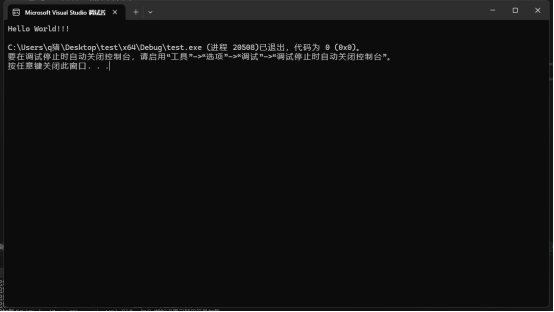 Microsoft Visual Studio 调试控
Hello World!!!
C:\Users\q猪\Desktop\test\x64\Debug\test.exe (进程 20508)已退出，代码为 0 (0x0)。
要在调试停止时自动关闭控制台，请启用“工具”->“选项”->“调试”->“调试停止时自动关闭控制台”。
按任意键关闭此窗口. . .